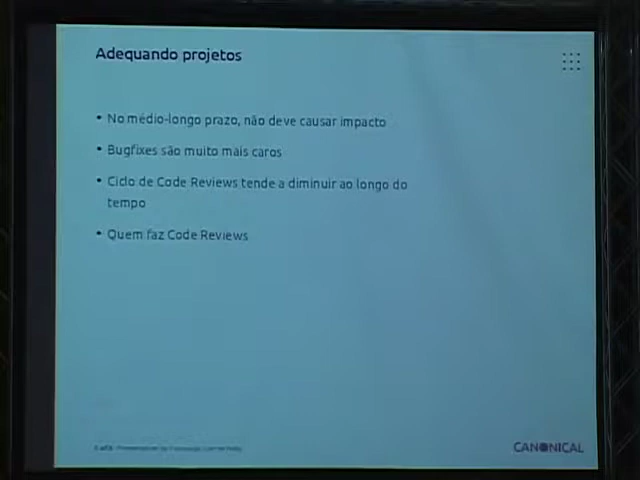 Adequando projetos
• No médio-longo prazo, não deve causar impacto
• Bugfixes são muito mais caros
• Ciclo de Code Reviews tende a diminuir ao longo do
tempo
• Quem faz Code Reviews
CANONICAL